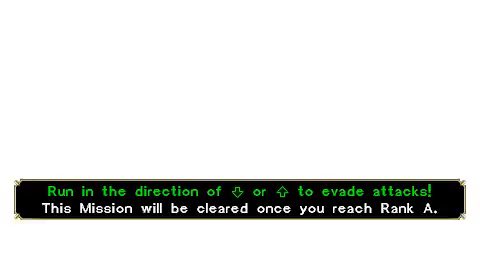 Run in the direction of ⇩ or ⇧ to evade attacks!
This Mission will be cleared once you reach Rank A.